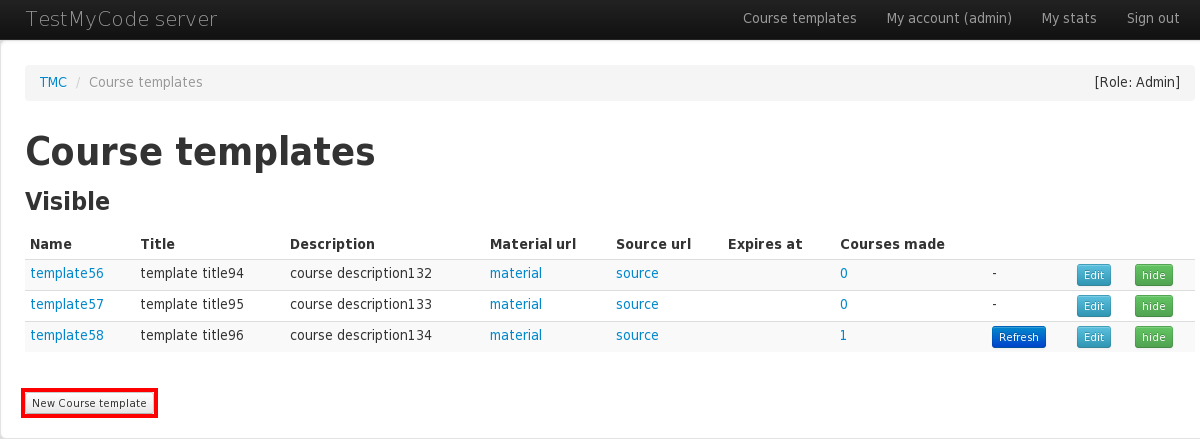 TestMyCode server Course templates My account (admin) My stats Sign out
TMC / Course templates [Role: Admin]
Course templates
Visible
Name Title Description Material url Source url Expires at Courses made
template56 template title94 course description132 material source 0 - Edit hide
template57 template title95 course description133 material source 0 - Edit hide
template58 template title96 course description134 material source 1 Refresh Edit hide
New Course template